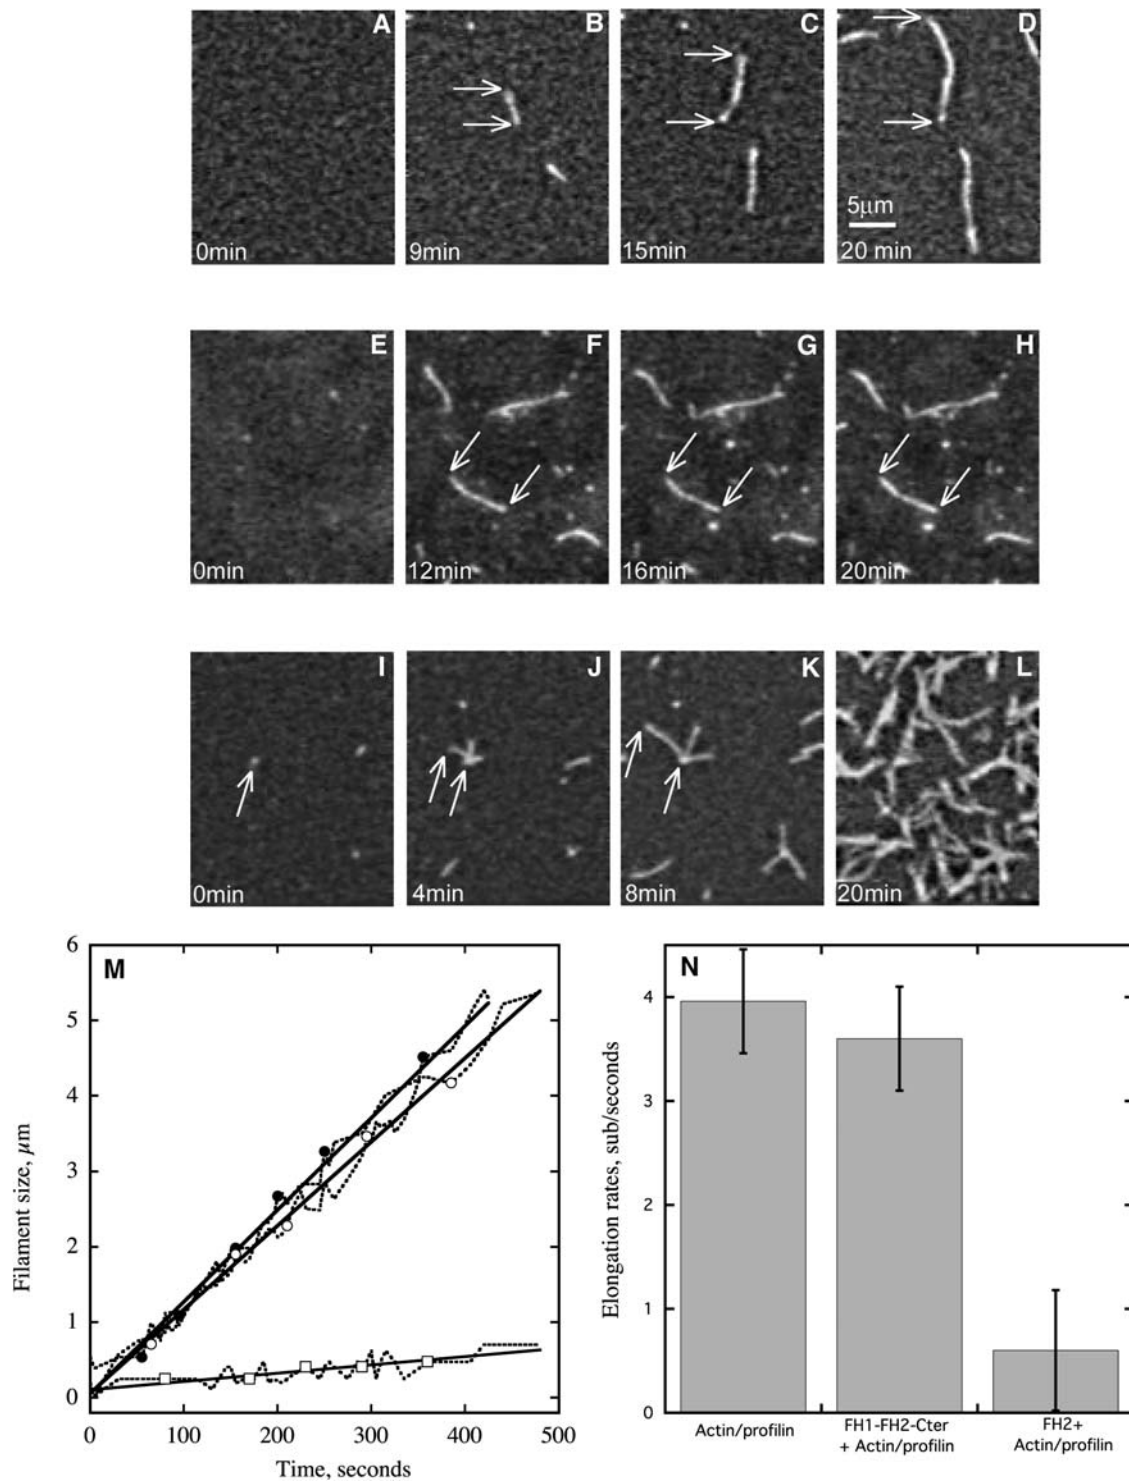 A
B
C
D
0min
9min
15min
5µm
20 min
E
F
G
H
0min
12min
16min
20min
I
J
K
L
0min
4min
8min
20min
M
6
5
4
3
2
1
0
Filament size, µm
0
100
200
300
400
500
Time, seconds
N
4
3
2
1
0
Elongation rates, sub/seconds
Actin/profilin
FH1-FH2-Cter
+ Actin/profilin
FH2+
Actin/profilin